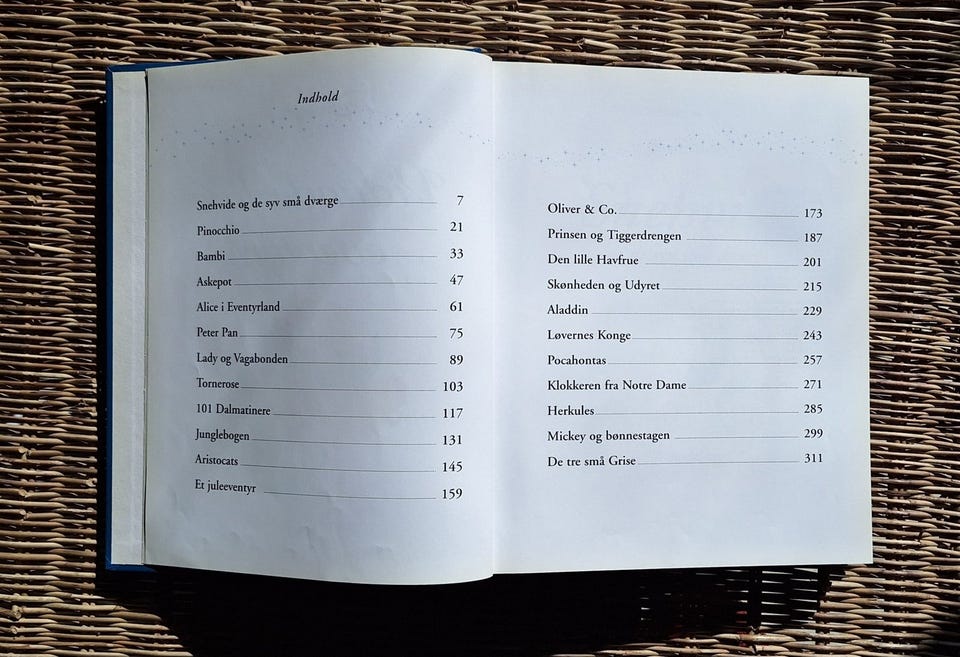 Indhold
Snehvide og de syv små dværge 7
Pinocchio 21
Bambi 33
Askepot 47
Alice i Eventyrland 61
Peter Pan 75
Lady og Vagabonden 89
Tornerose 103
101 Dalmatinere 117
Junglebogen 131
Aristocats 145
Et juleeventyr 159
Oliver & Co. 173
Prinsen og Tiggerdrengen 187
Den lille Havfrue 201
Skønheden og Udyret 215
Aladdin 229
Løvernes Konge 243
Pocahontas 257
Klokkeren fra Notre Dame 271
Herkules 285
Mickey og bønnestagen 299
De tre små Grise 311